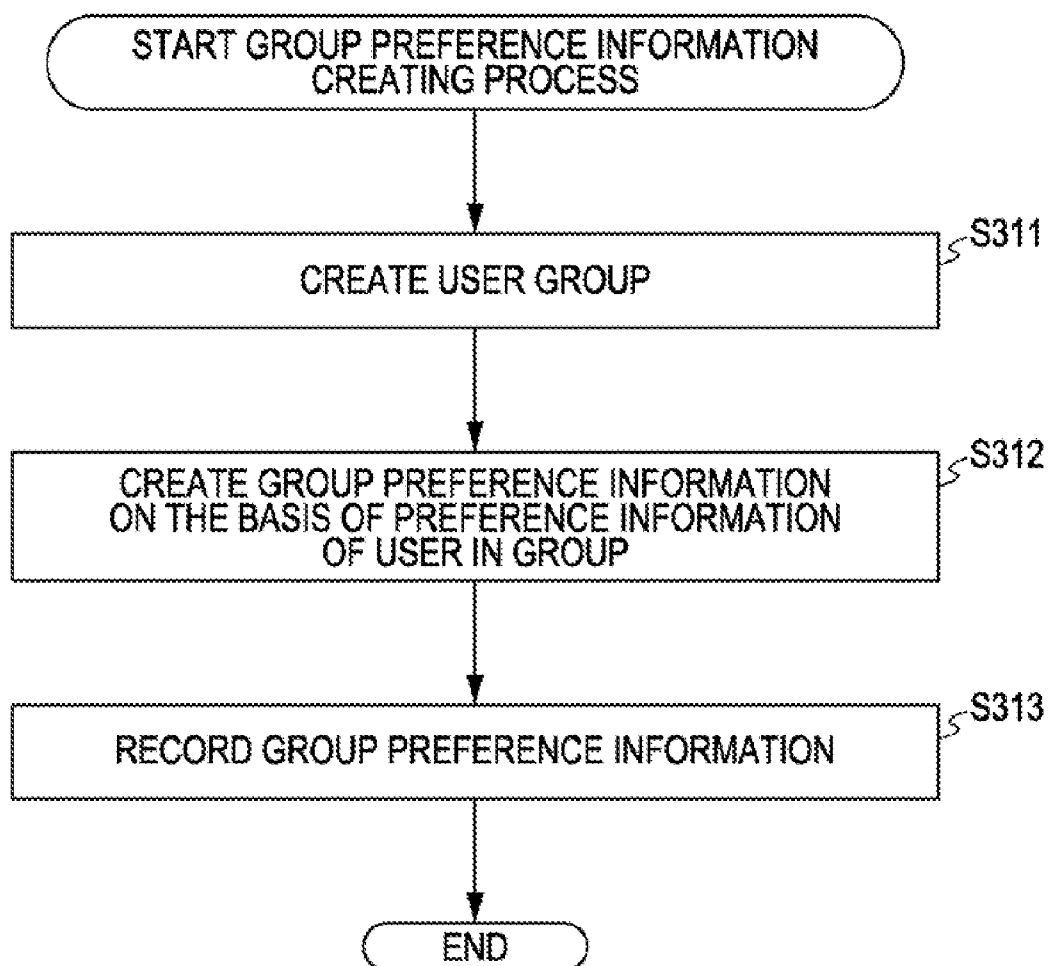 START GROUP PREFERENCE INFORMATION
CREATING PROCESS
S311
CREATE USER GROUP
S312
CREATE GROUP PREFERENCE INFORMATION
ON THE BASIS OF PREFERENCE INFORMATION
OF USER IN GROUP
S313
RECORD GROUP PREFERENCE INFORMATION
END